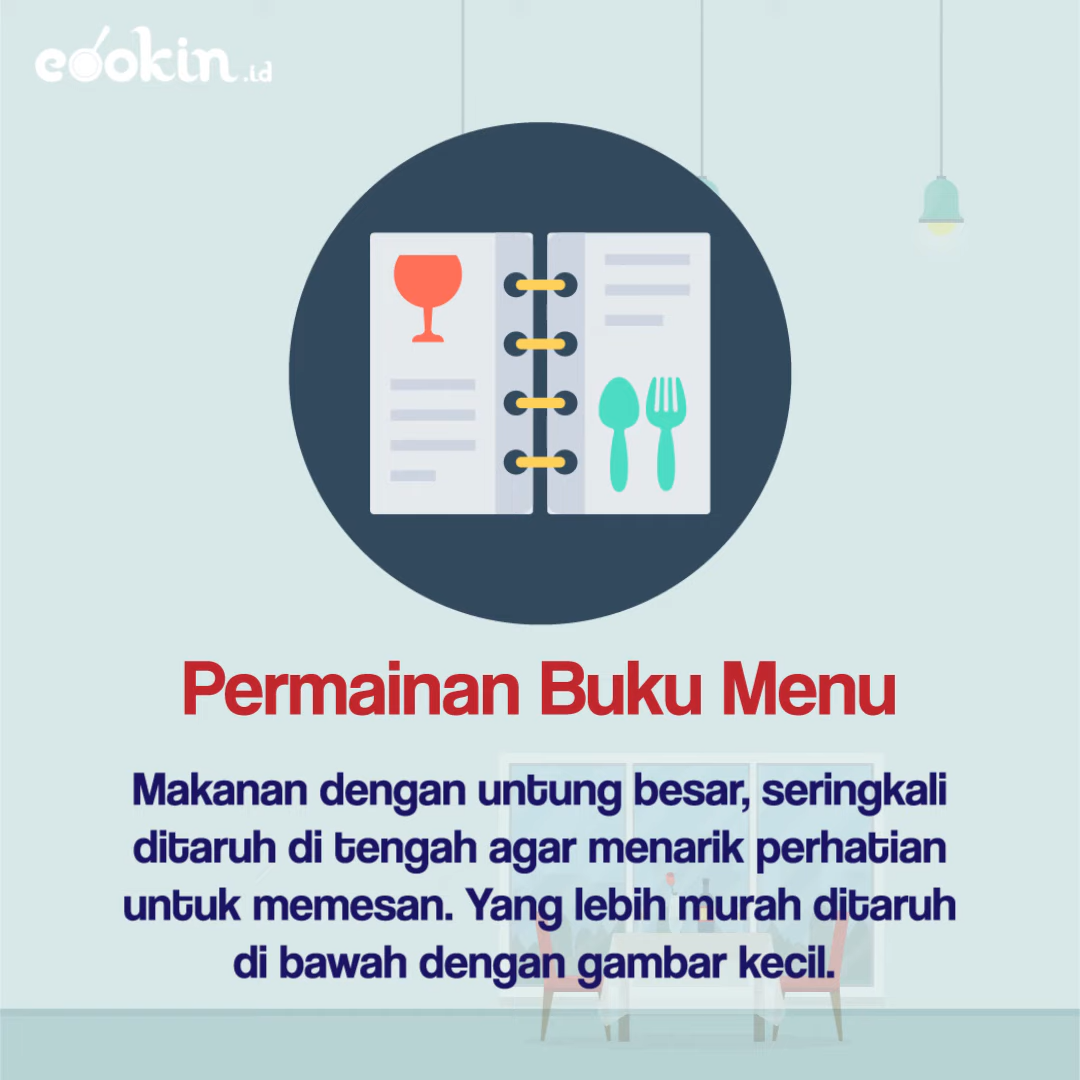 cookin.id
Permainan Buku Menu
Makanan dengan untung besar, seringkali
ditaruh di tengah agar menarik perhatian
untuk memesan. Yang lebih murah ditaruh
di bawah dengan gambar kecil.